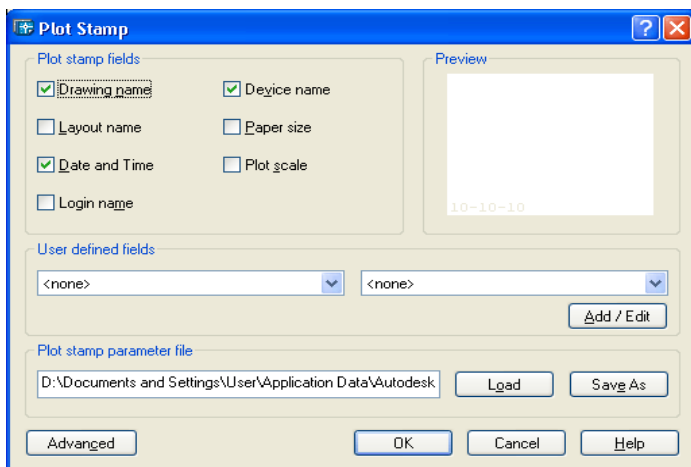 Plot Stamp
Plot stamp fields
Drawing name
Device name
Layout name
Paper size
Date and Time
Plot scale
Login name
Preview
10-10-10
User defined fields
<none>
<none>
Add / Edit
Plot stamp parameter file
D:\Documents and Settings\User\Application Data\Autodesk
Load
Save As
Advanced
OK
Cancel
Help